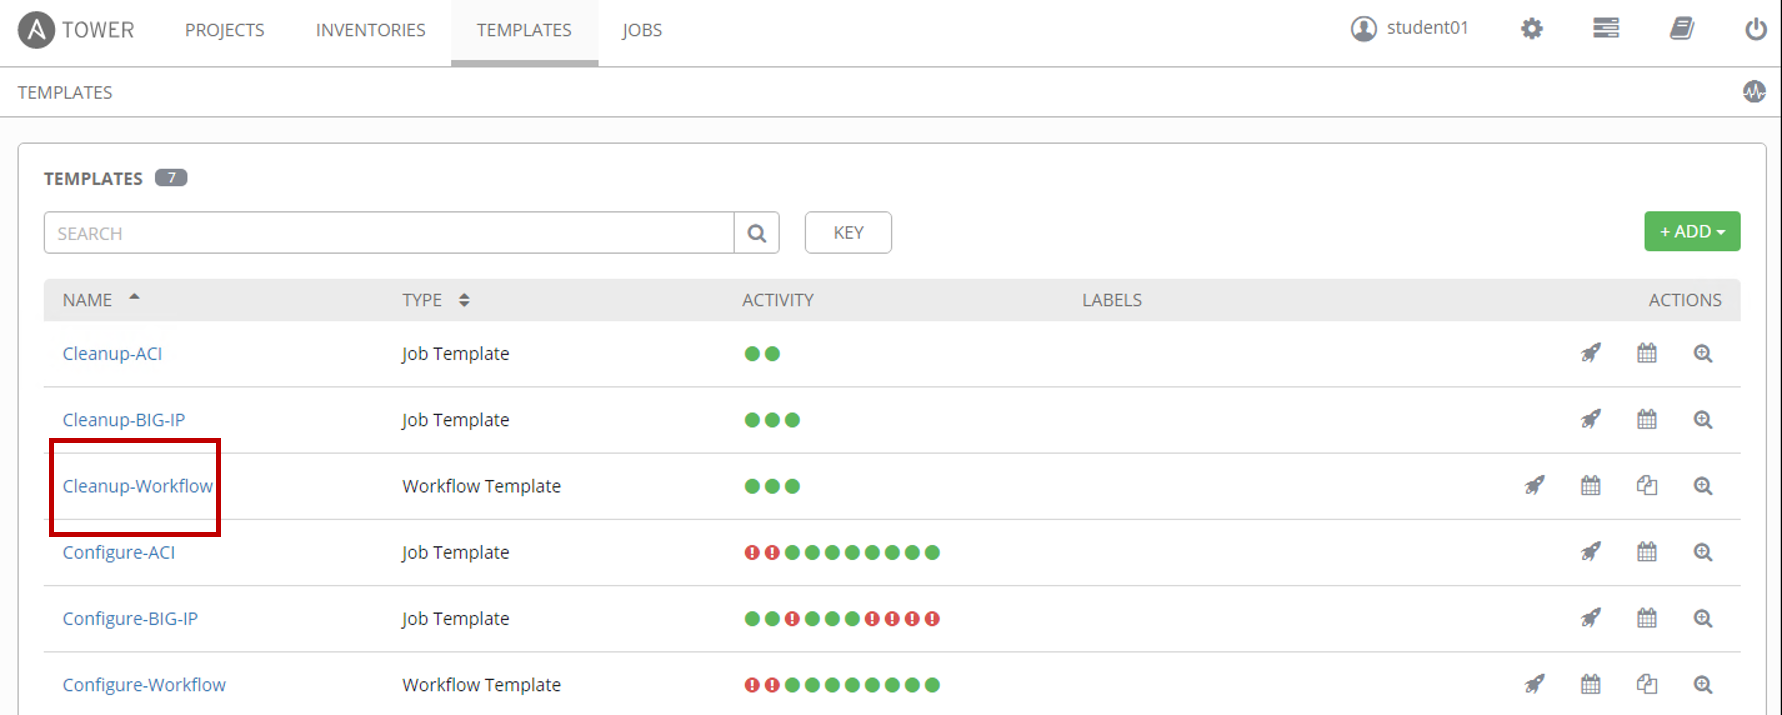 TOWER PROJECTS INVENTORIES TEMPLATES JOBS student01
TEMPLATES
TEMPLATES 7
SEARCH KEY + ADD
NAME TYPE ACTIVITY LABELS ACTIONS
Cleanup-ACI Job Template
Cleanup-BIG-IP Job Template
Cleanup-Workflow Workflow Template
Configure-ACI Job Template
Configure-BIG-IP Job Template
Configure-Workflow Workflow Template